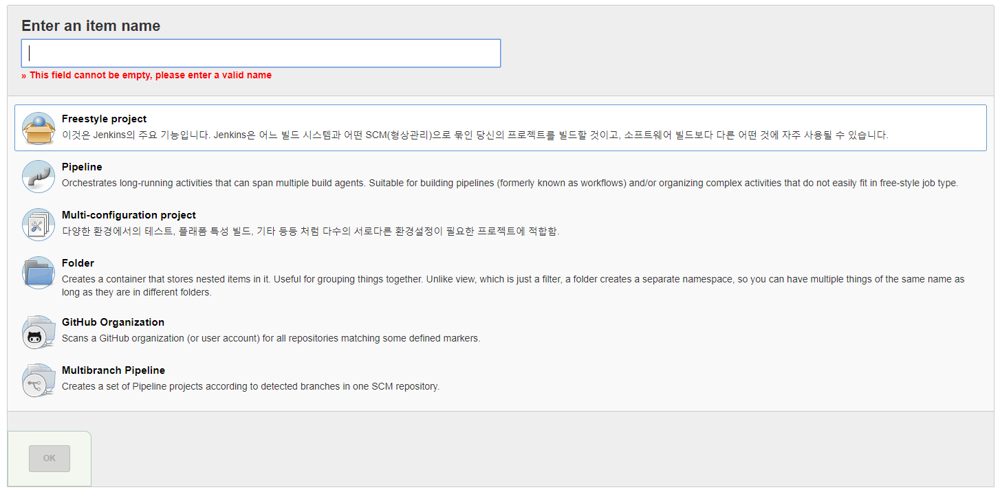 Enter an item name
» This field cannot be empty, please enter a valid name
Freestyle project
이것은 Jenkins의 주요 기능입니다. Jenkins은 어느 빌드 시스템과 어떤 SCM(형상관리)으로 묶인 당신의 프로젝트를 빌드할 것이고, 소프트웨어 빌드보다 다른 어떤 것에 자주 사용될 수 있습니다.
Pipeline
Orchestrates long-running activities that can span multiple build agents. Suitable for building pipelines (formerly known as workflows) and/or organizing complex activities that do not easily fit in free-style job type.
Multi-configuration project
다양한 환경에서의 테스트, 플래폼 특성 빌드, 기타 등등 처럼 다수의 서로다른 환경설정이 필요한 프로젝트에 적합함.
Folder
Creates a container that stores nested items in it. Useful for grouping things together. Unlike view, which is just a filter, a folder creates a separate namespace, so you can have multiple things of the same name as
long as they are in different folders.
GitHub Organization
Scans a GitHub organization (or user account) for all repositories matching some defined markers.
Multibranch Pipeline
Creates a set of Pipeline projects according to detected branches in one SCM repository.
OK